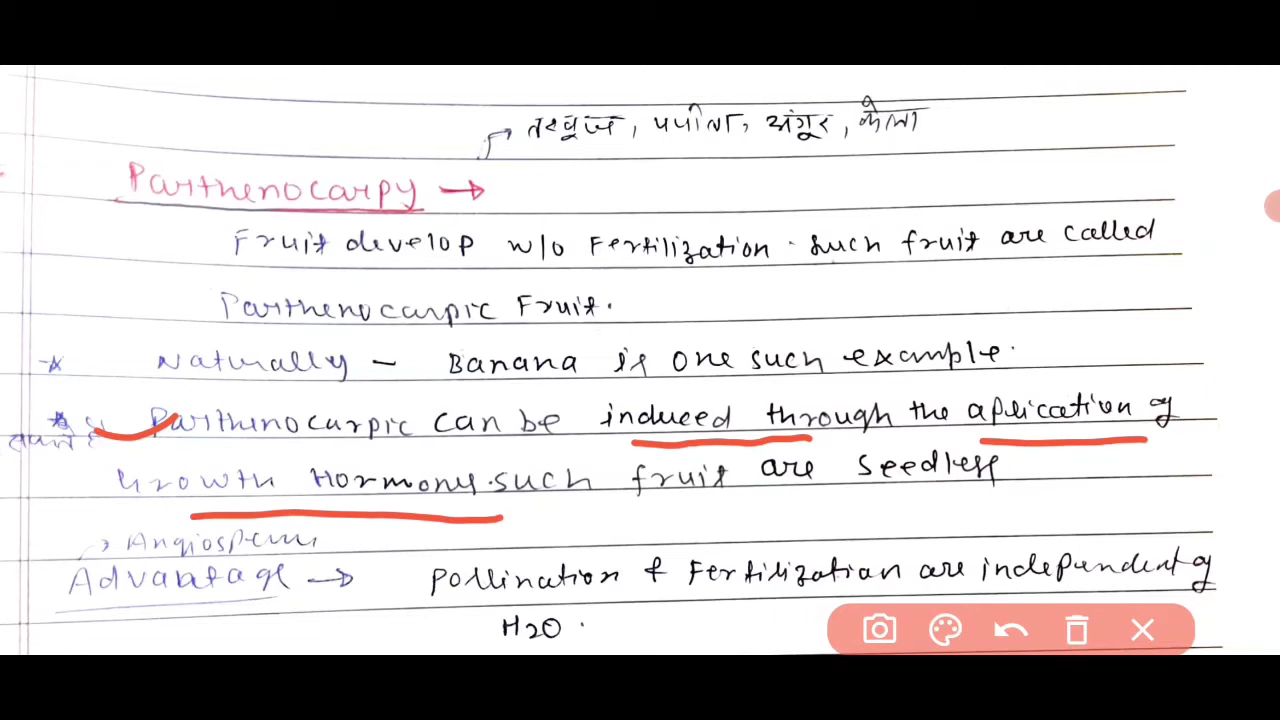 तरबूज, पपीता, अंगूर, केला
Parthenocarpy →
Fruit develop w/o Fertilization. Such fruit are called
Parthenocarpic Fruit.
* Naturally - Banana is one such example.
* Parthenocarpic can be induced through the aplication of
Growth Hormons. such fruit are seedless
→ Angiosperm
Advantage → Pollination & Fertilization are independent of
H2O.